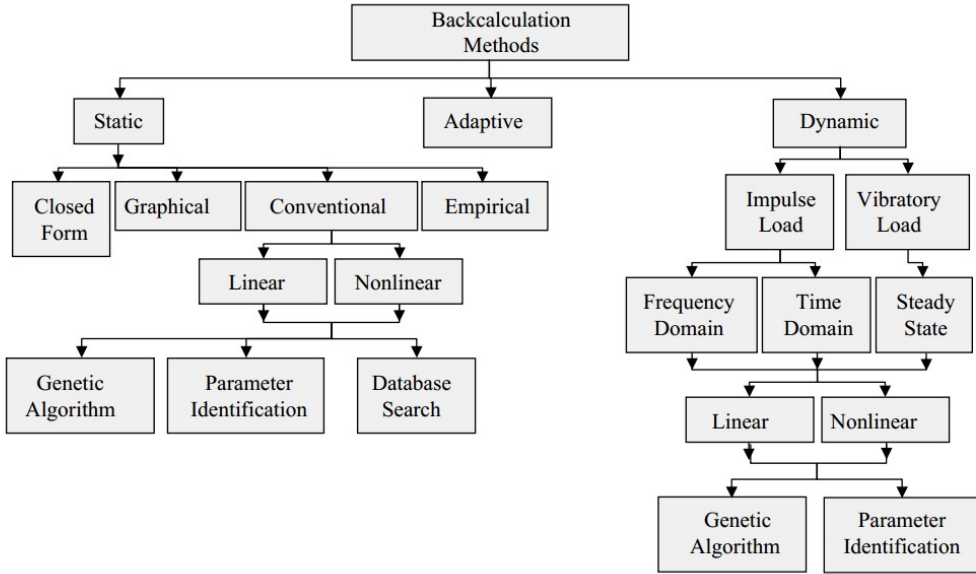 Backcalculation
Methods
Static
Adaptive
Dynamic
Closed
Form
Graphical
Conventional
Empirical
Impulse
Load
Vibratory
Load
Linear
Nonlinear
Frequency
Domain
Time
Domain
Steady
State
Genetic
Algorithm
Parameter
Identification
Database
Search
Linear
Nonlinear
Genetic
Algorithm
Parameter
Identification